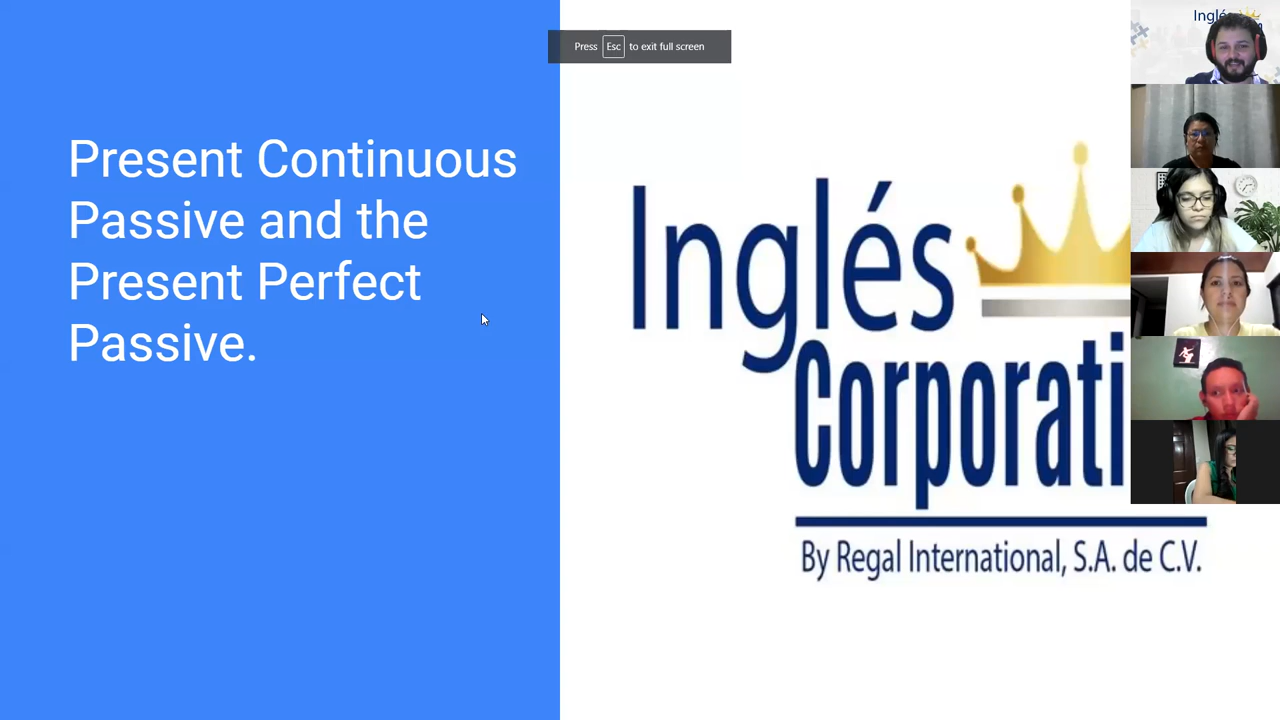 Present Continuous
Passive and the
Present Perfect
Passive.
Press Esc to exit full screen
Inglés
Corporati
By Regal International, S.A. de C.V.
Inglés